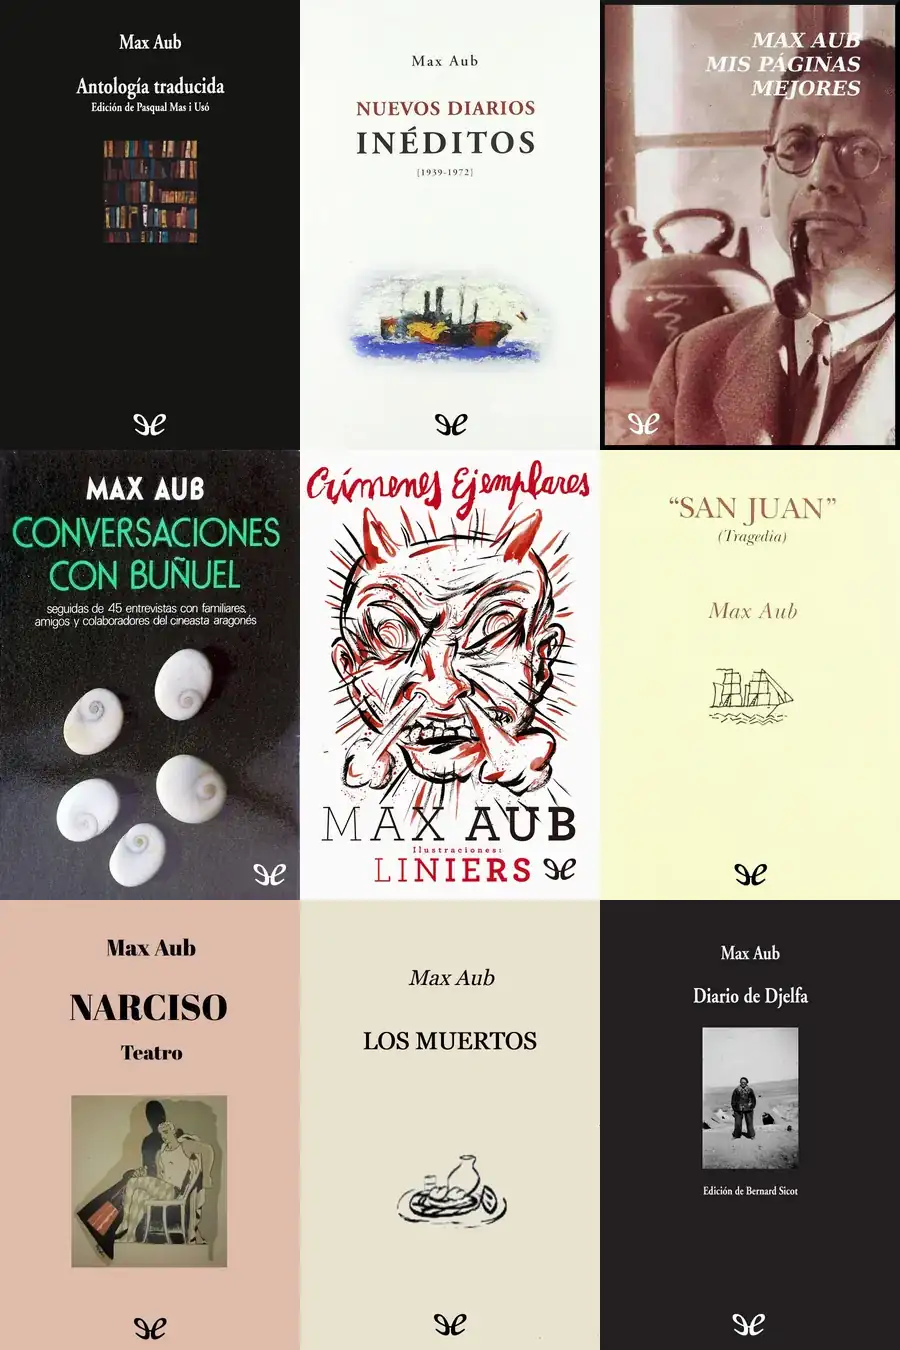 Max Aub
Antología traducida
Edición de Pasqual Mas i Usó
Max Aub
NUEVOS DIARIOS
INÉDITOS
[1939-1972]
MAX AUB
MIS PÁGINAS
MEJORES
MAX AUB
CONVERSACIONES
CON BUÑUEL
seguidas de 45 entrevistas con familiares,
amigos y colaboradores del cineasta aragonés
Crímenes Ejemplares
MAX AUB
Ilustraciones:
LINIERS
“SAN JUAN”
(Tragedia)
Max Aub
Max Aub
NARCISO
Teatro
Max Aub
LOS MUERTOS
Max Aub
Diario de Djelfa
Edición de Bernard Sicot